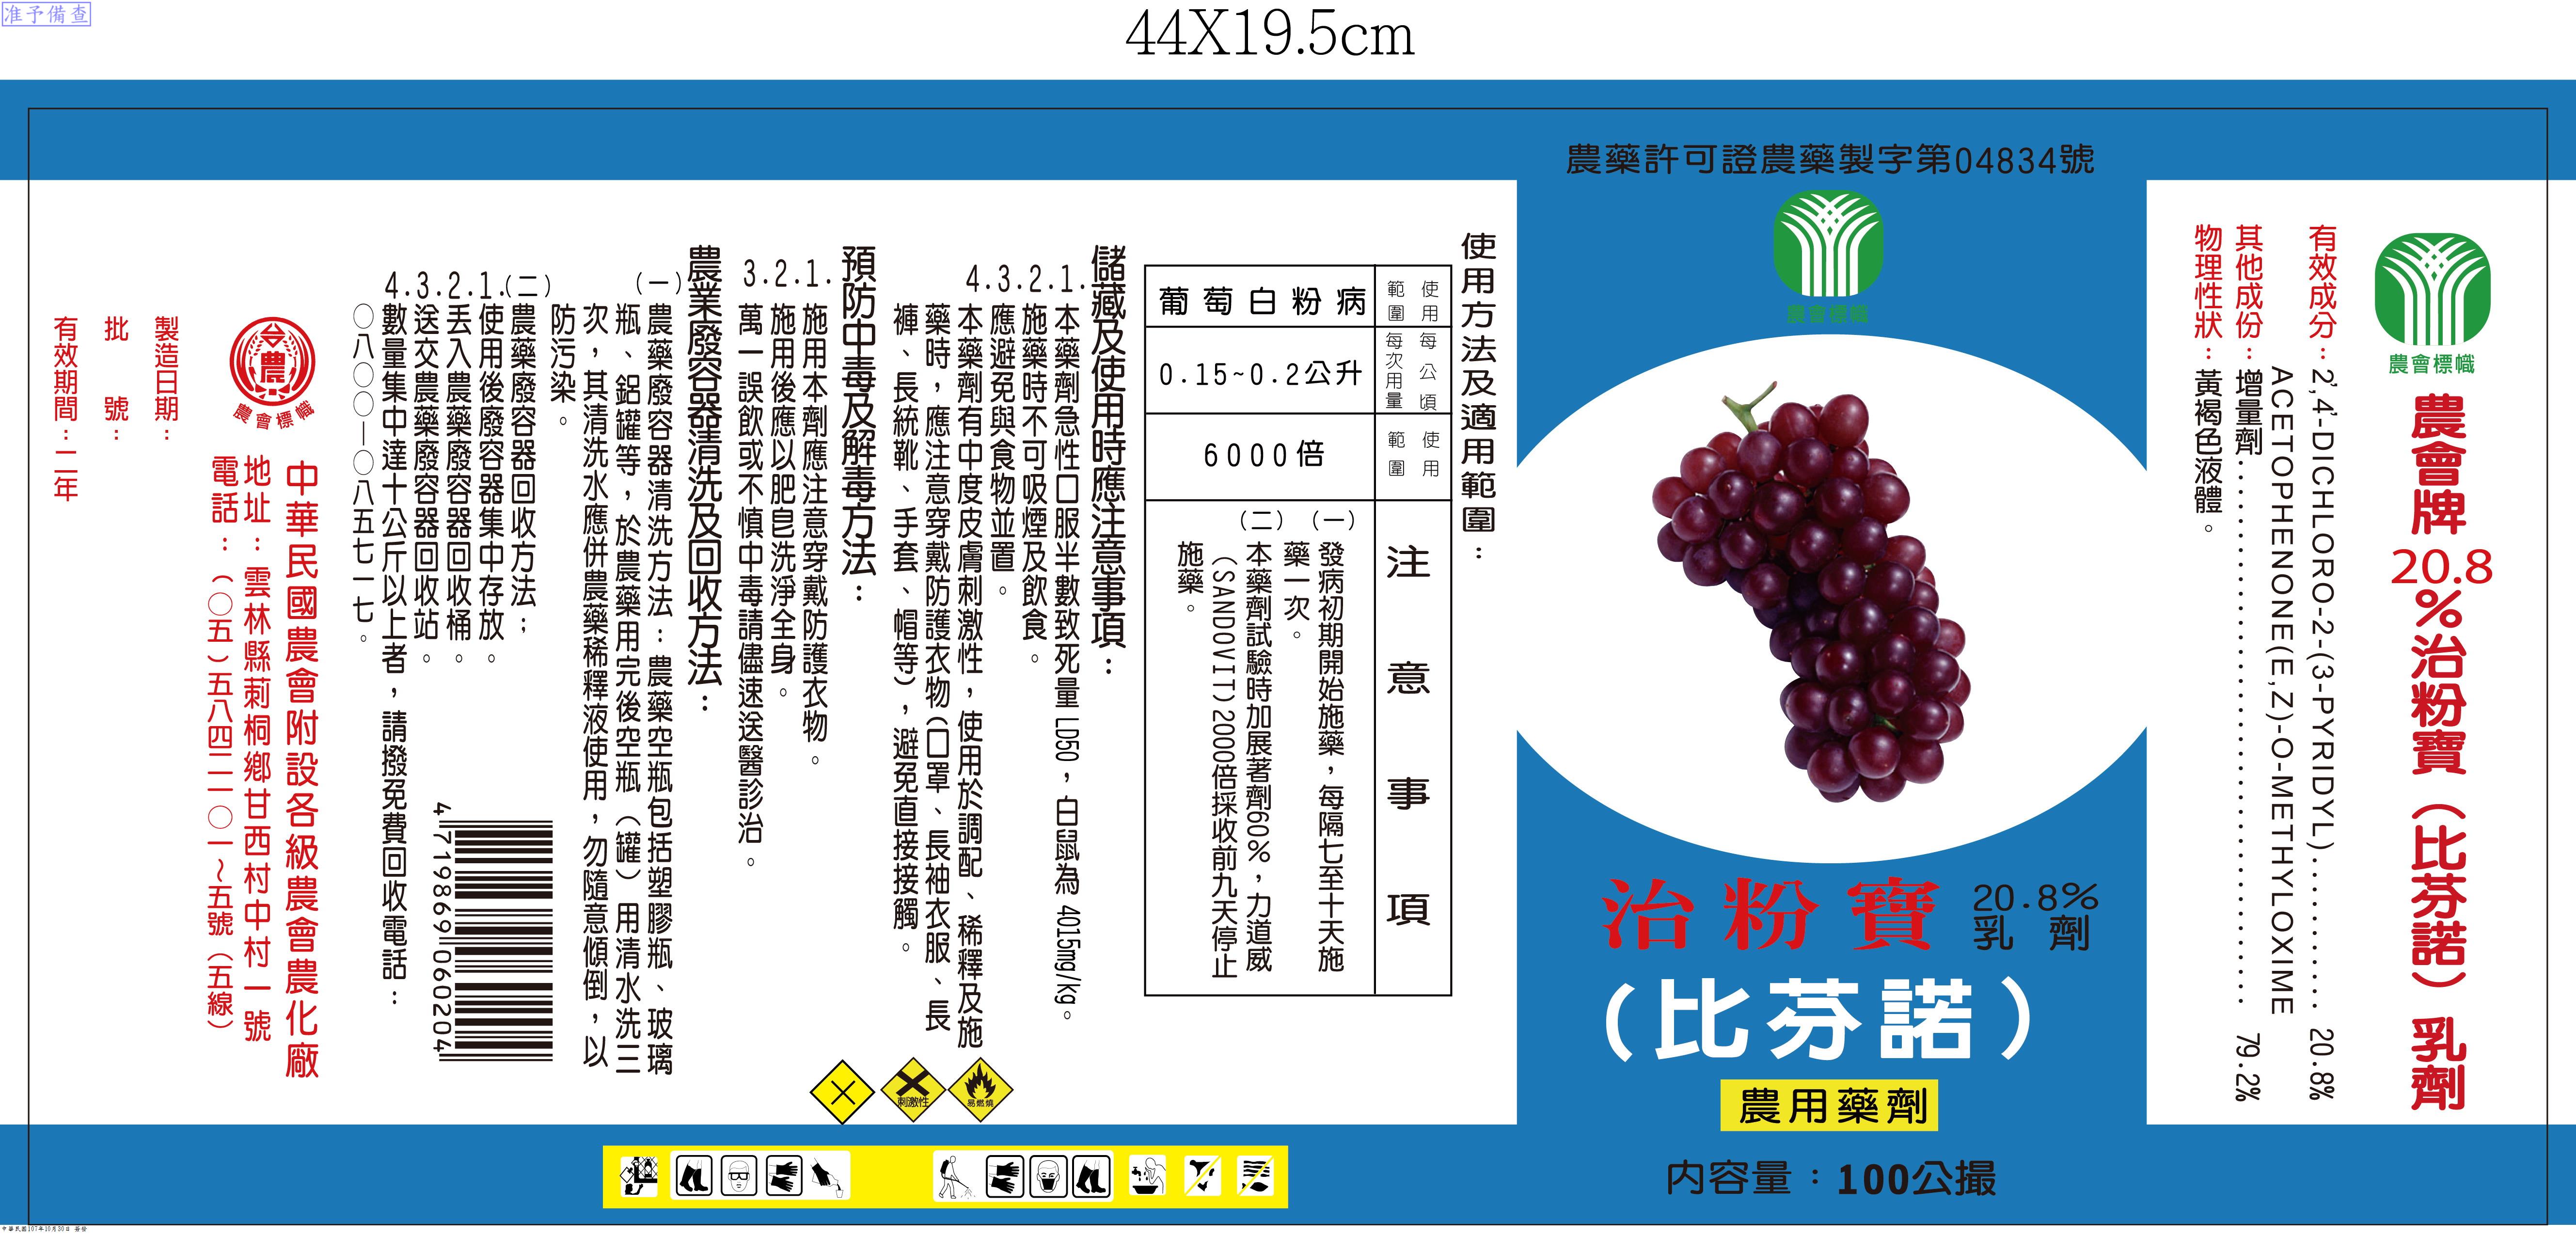 准予備查
44X19.5cm
農藥許可證農藥製字第04834號
農會標幟
治粉寶
20.8%
乳 劑
(比芬諾)
農用藥劑
內容量：100公撮
農會標幟
農會牌20.8%治粉寶（比芬諾）乳劑
有效成分：2',4'-DICHLORO-2-(3-PYRIDYL)............ 20.8%
ACETOPHENONE(E,Z)-O-METHYLOXIME
其他成份：增量劑：................................ 79.2%
物理性狀：黃褐色液體。
使用方法及適用範圍：
使用範圍
每公頃每次用量
使用範圍
注意事項
葡萄白粉病
0.15~0.2公升
6000倍
(一)發病初期開始施藥，每隔七至十天施
藥一次。
(二)本藥劑試驗時加展著劑60%，力道威
(SANDOVIT)2000倍採收前九天停止
施藥。
儲藏及使用時應注意事項：
1.本藥劑急性口服半數致死量 LD50，白鼠為 4015mg/kg。
2.施藥時不可吸煙及飲食。
3.應避免與食物並置。
4.本藥劑有中度皮膚刺激性，使用於調配、稀釋及施
藥時，應注意穿戴防護衣物(口罩、長袖衣服、長
褲、長統靴、手套、帽等)，避免直接接觸。
預防中毒及解毒方法：
1.施用本劑應注意穿戴防護衣物。
2.施用後應以肥皂洗淨全身。
3.萬一誤飲或不慎中毒請儘速送醫診治。
農業廢容器清洗及回收方法：
(一)農藥廢容器清洗方法：農藥空瓶包括塑膠瓶、玻璃
瓶、鋁罐等，於農藥用完後空瓶（罐）用清水洗三
次，其清洗水應併農藥稀釋液使用，勿隨意傾倒，以
防污染。
(二)農藥廢容器回收方法：
1.使用後廢容器集中存放。
2.丟入農藥廢容器回收桶。
3.送交農藥廢容器回收站。
4.數量集中達十公斤以上者，請撥免費回收電話：
○八○○－○八五七一七。
4 719869 060204
刺激性
易燃燒
農會標幟
中華民國農會附設各級農會農化廠
地址：雲林縣莿桐鄉甘西村中村一號
電話：(○五)五八四二一○一～五號(五線)
製造日期：
批 號：
有效期間：二年
中華民國107年10月30日 簽發